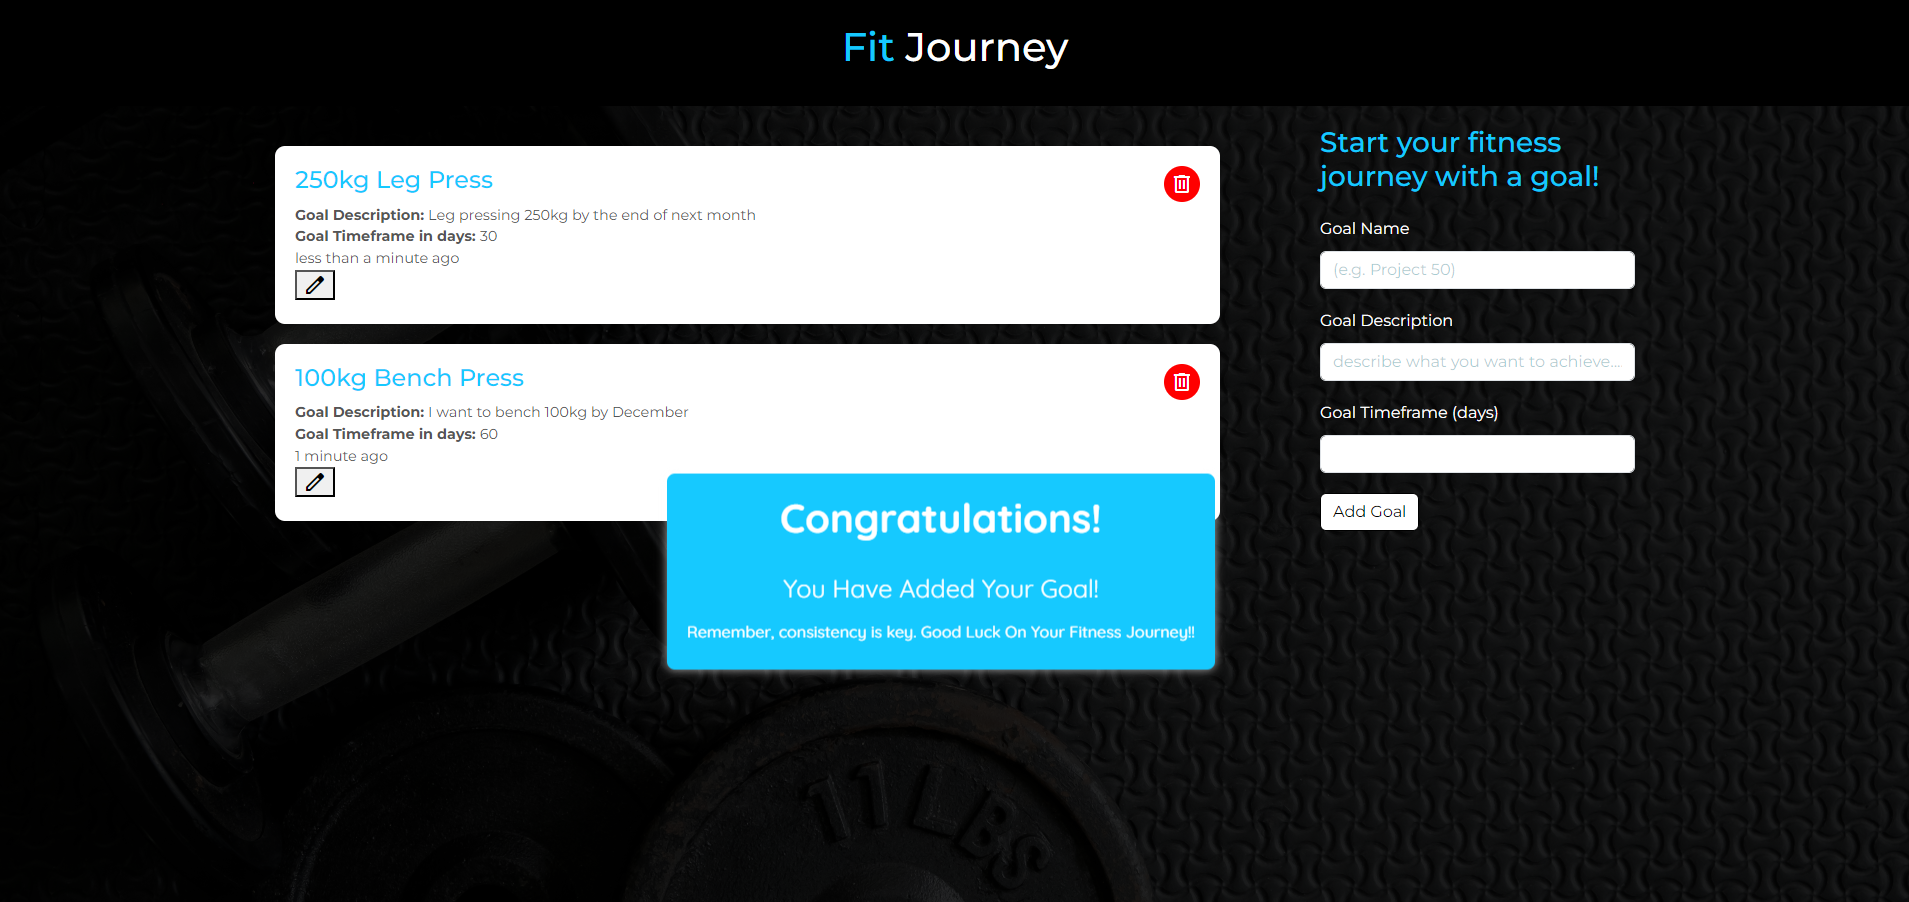 Fit Journey
250kg Leg Press
Goal Description: Leg pressing 250kg by the end of next month
Goal Timeframe in days: 30
less than a minute ago
100kg Bench Press
Goal Description: I want to bench 100kg by December
Goal Timeframe in days: 60
1 minute ago
Congratulations!
You Have Added Your Goal!
Remember, consistency is key. Good Luck On Your Fitness Journey!!
Start your fitness
journey with a goal!
Goal Name
(e.g. Project 50)
Goal Description
describe what you want to achieve...
Goal Timeframe (days)
Add Goal
11 LBS